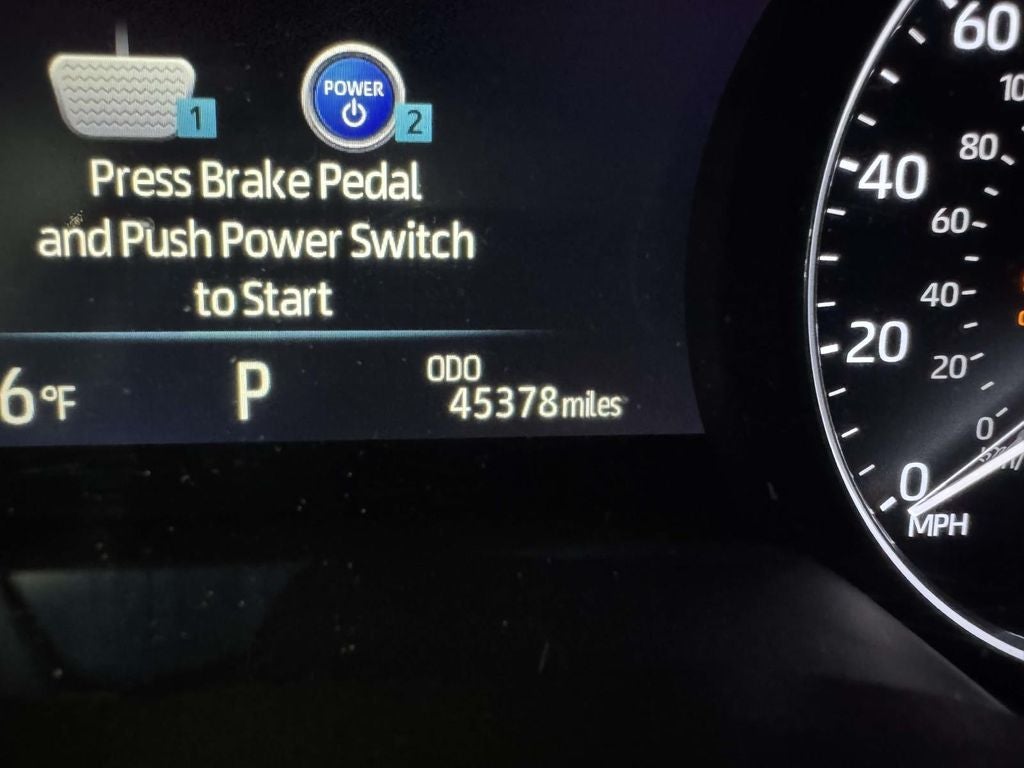 1
POWER
2
Press Brake Pedal
and Push Power Switch
to Start
6°F
P
ODO
45378 miles
60
80
40
60
40
20
20
0
0
MPH